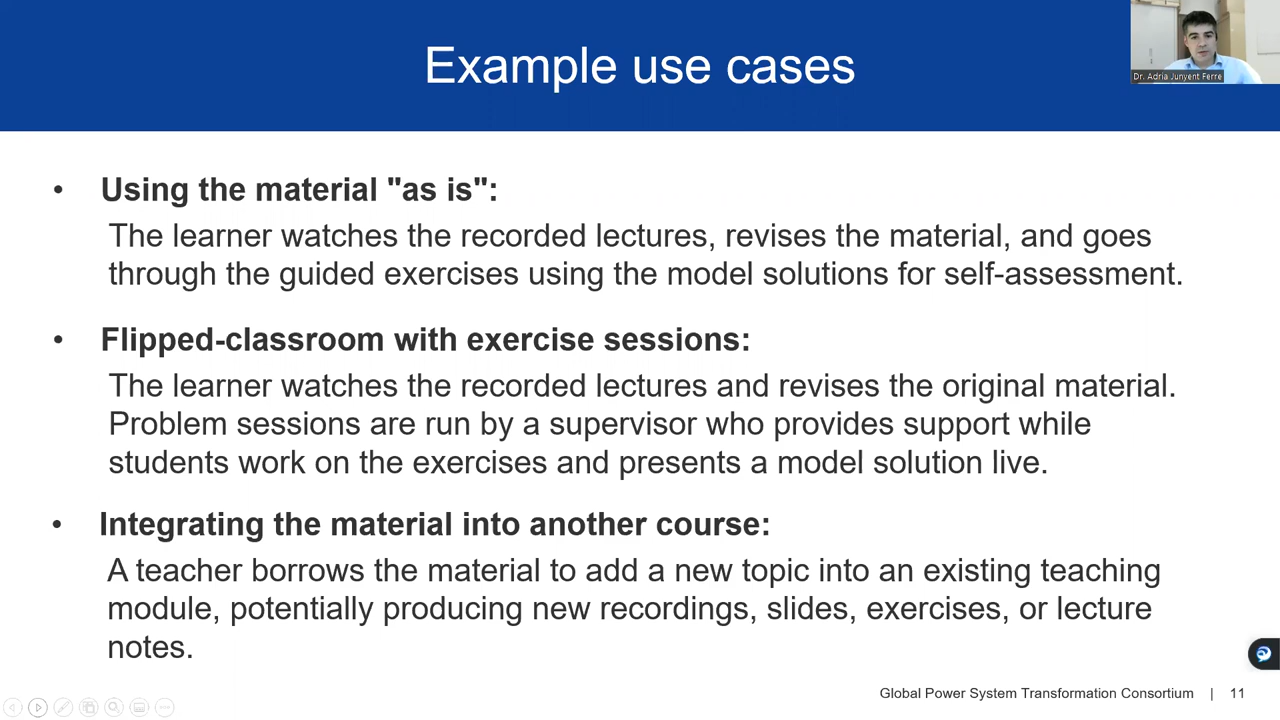 Example use cases
Dr. Adria Junyent Ferre
• Using the material "as is":
The learner watches the recorded lectures, revises the material, and goes
through the guided exercises using the model solutions for self-assessment.
• Flipped-classroom with exercise sessions:
The learner watches the recorded lectures and revises the original material.
Problem sessions are run by a supervisor who provides support while
students work on the exercises and presents a model solution live.
• Integrating the material into another course:
A teacher borrows the material to add a new topic into an existing teaching
module, potentially producing new recordings, slides, exercises, or lecture
notes.
Global Power System Transformation Consortium | 11